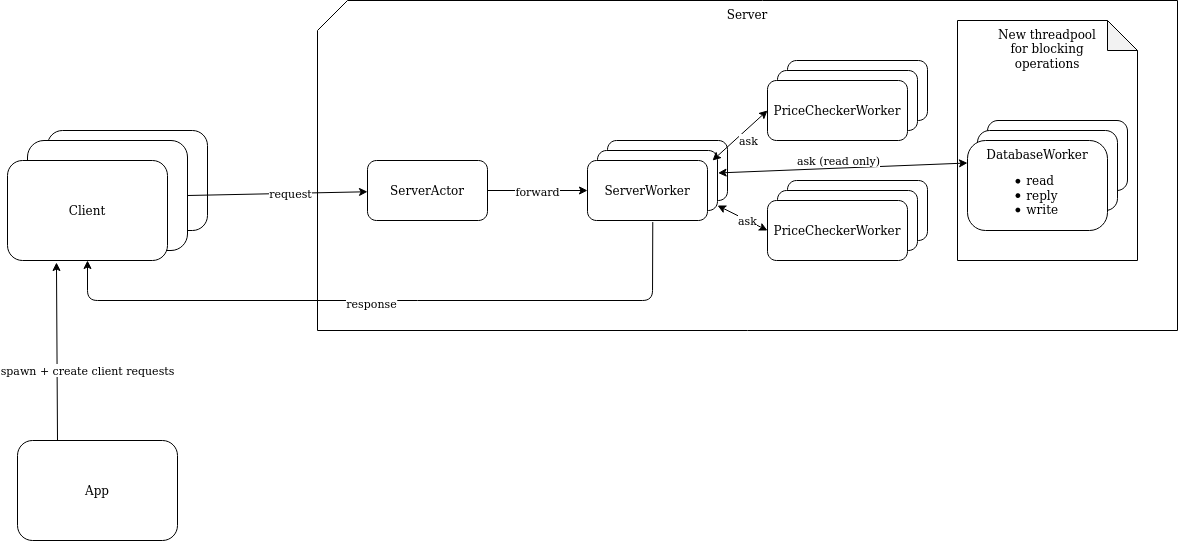 Server
New threadpool
for blocking
operations
PriceCheckerWorker
ask
ask (read only)
DatabaseWorker
• read
• reply
• write
Client
request
ServerActor
forward
ServerWorker
ask
PriceCheckerWorker
response
spawn + create client requests
App